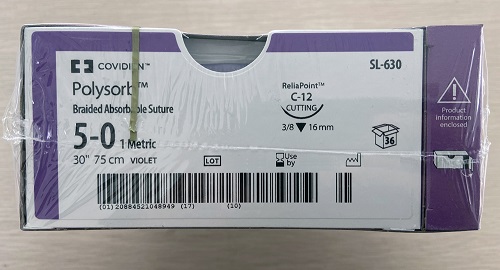 COVIDIEN™
SL-630
Polysorb™
Braided Absorbable Suture
5-0 1 Metric
30" 75 cm VIOLET
ReliaPoint™
C-12
CUTTING
3/8 ▼ 16 mm
36
LOT
Use by
(01) 20884521048949 (17) (10)
Product
information
enclosed